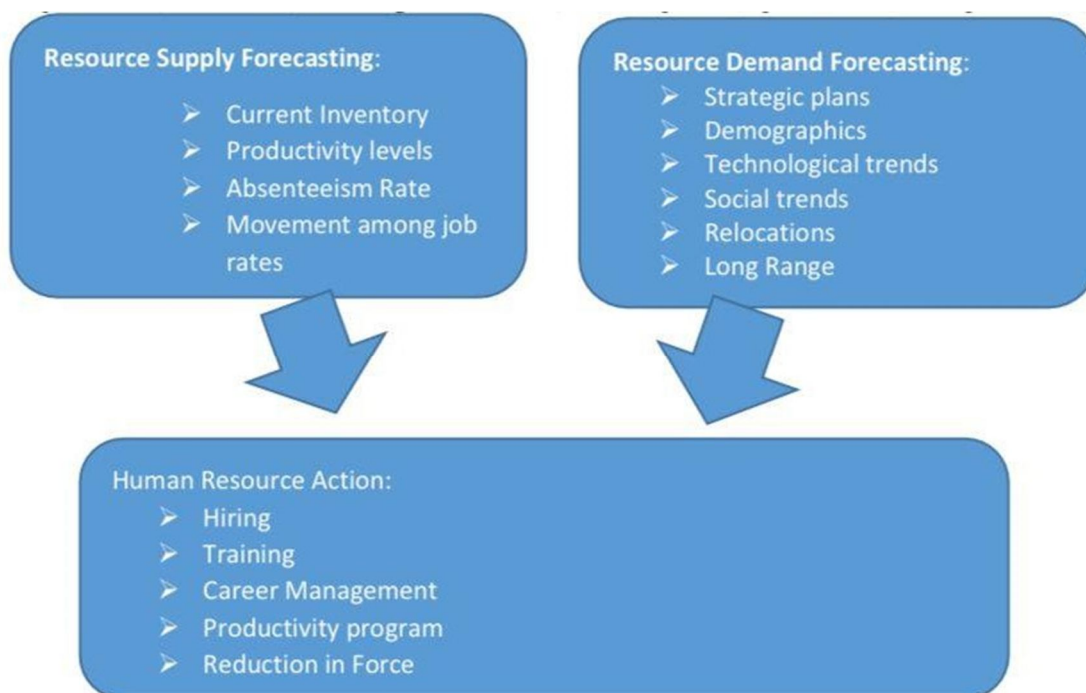 Resource Supply Forecasting:
➢ Current Inventory
➢ Productivity levels
➢ Absenteeism Rate
➢ Movement among job
rates
Resource Demand Forecasting:
➢ Strategic plans
➢ Demographics
➢ Technological trends
➢ Social trends
➢ Relocations
➢ Long Range
Human Resource Action:
➢ Hiring
➢ Training
➢ Career Management
➢ Productivity program
➢ Reduction in Force